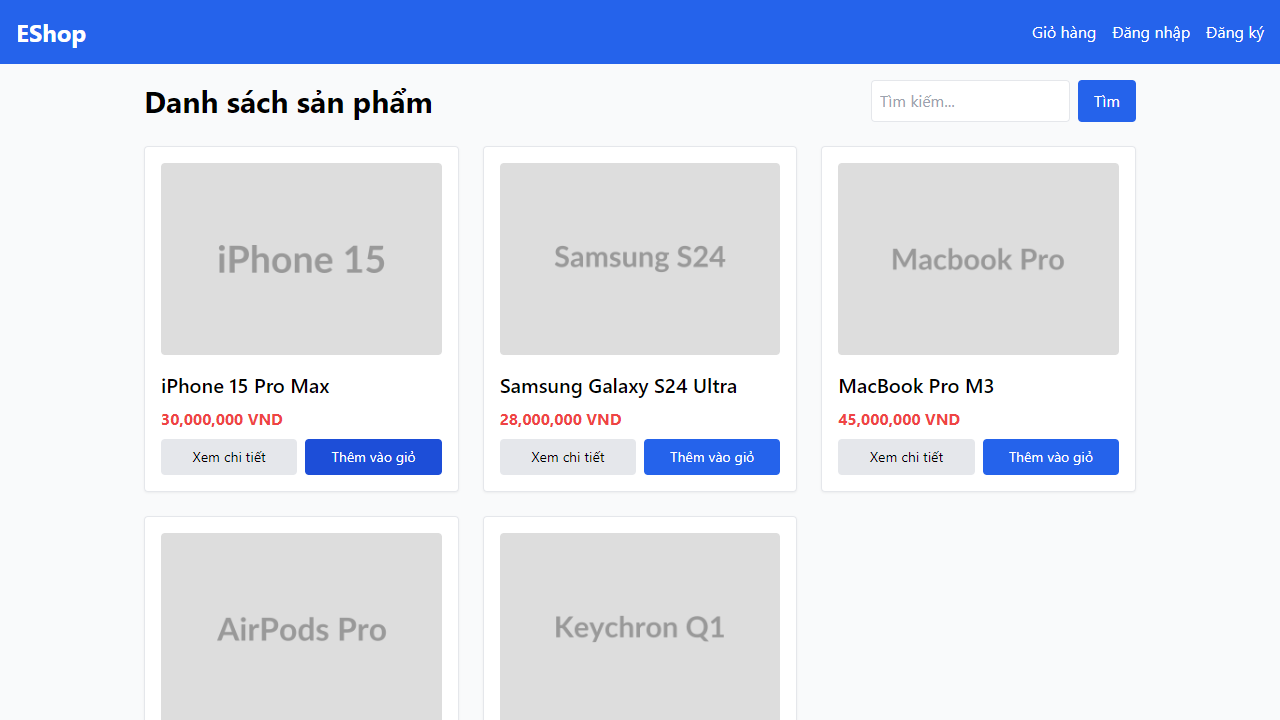 EShop
Giỏ hàng Đăng nhập Đăng ký
Danh sách sản phẩm
Tìm kiếm...
Tìm
iPhone 15
Samsung S24
Macbook Pro
iPhone 15 Pro Max
Samsung Galaxy S24 Ultra
MacBook Pro M3
30,000,000 VND
28,000,000 VND
45,000,000 VND
Xem chi tiết Thêm vào giỏ
Xem chi tiết Thêm vào giỏ
Xem chi tiết Thêm vào giỏ
AirPods Pro
Keychron Q1